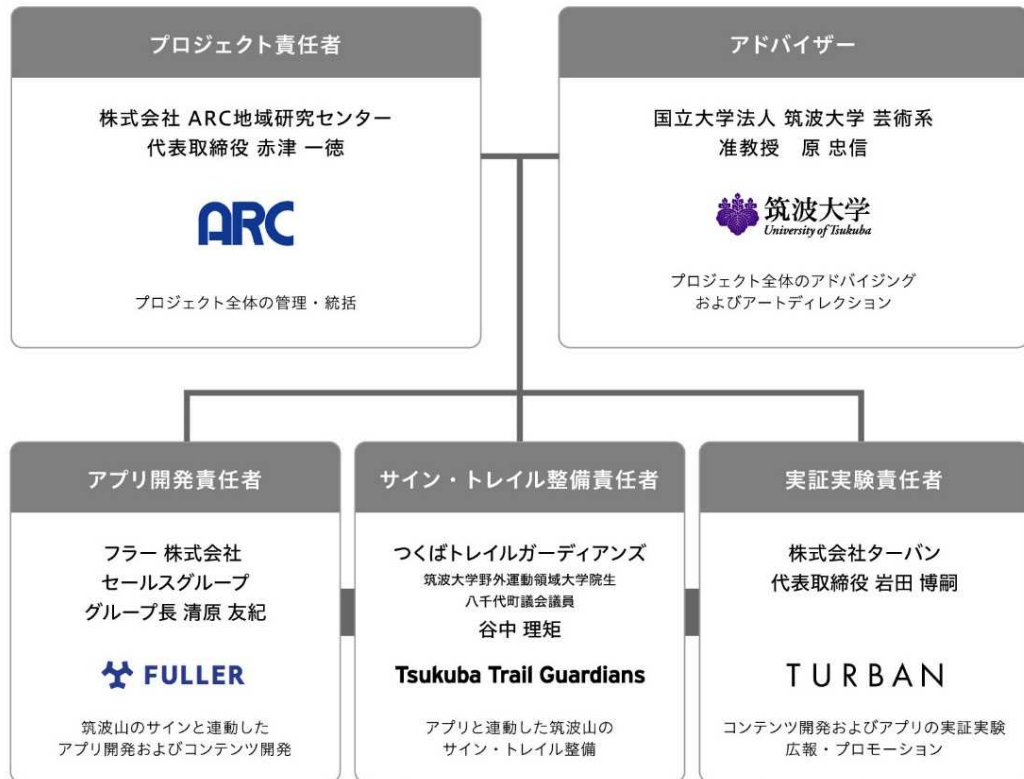 プロジェクト責任者
株式会社 ARC地域研究センター
代表取締役 赤津 一徳
ARC
プロジェクト全体の管理・統括
アドバイザー
国立大学法人 筑波大学 芸術系
准教授　原 忠信
筑波大学
University of Tsukuba
プロジェクト全体のアドバイジング
およびアートディレクション
アプリ開発責任者
フラー 株式会社
セールスグループ
グループ長 清原 友紀
FULLER
筑波山のサインと連動した
アプリ開発およびコンテンツ開発
サイン・トレイル整備責任者
つくばトレイルガーディアンズ
筑波大学野外運動領域大学院生
八千代町議会議員
谷中 理矩
Tsukuba Trail Guardians
アプリと連動した筑波山の
サイン・トレイル整備
実証実験責任者
株式会社ターバン
代表取締役 岩田 博嗣
TURBAN
コンテンツ開発およびアプリの実証実験
広報・プロモーション